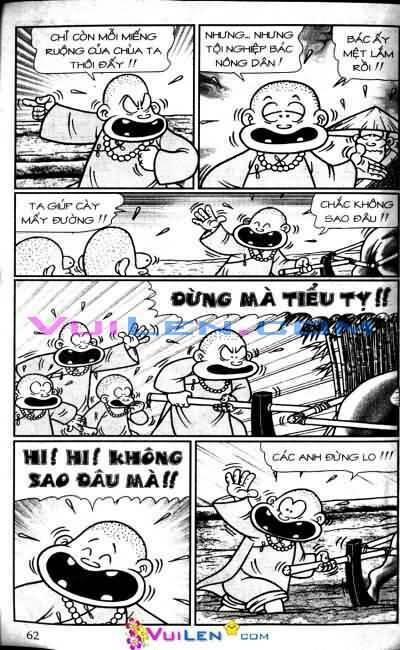 CHỈ CÒN MỖI MIẾNG
RUỘNG CỦA CHÙA TA
THÔI ĐẤY !!
NHƯNG... NHƯNG
TỘI NGHIỆP BÁC
NÔNG DÂN !
BÁC ẤY
MỆT LẮM
RỒI !!
TA GIÚP CÀY
MẤY ĐƯỜNG !!
CHẮC KHÔNG
SAO ĐÂU !!
ĐỪNG MÀ TIỂU TY !!
VUILEN.COM
HI! HI! KHÔNG
SAO ĐÂU MÀ!!
CÁC ANH ĐỪNG LO !!!
62
VUILEN.COM